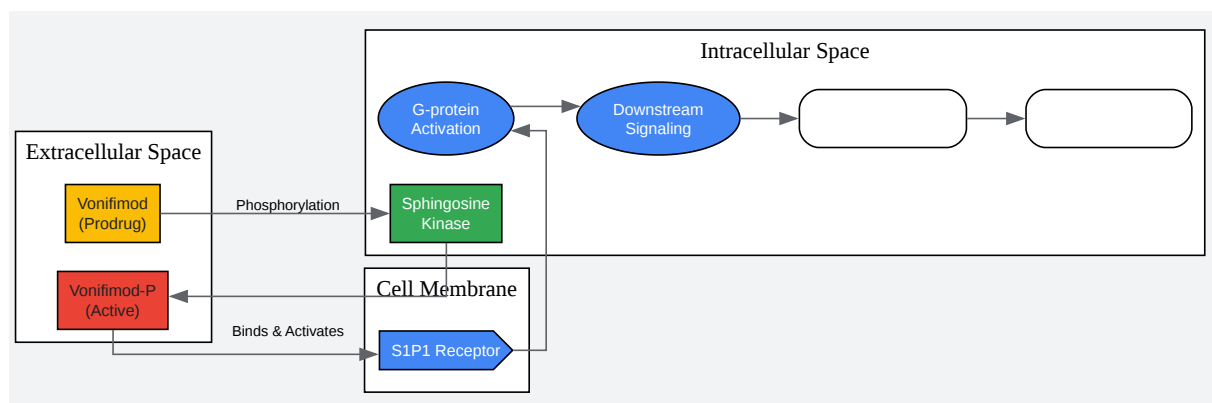 Intracellular Space
G-protein
Activation
Downstream
Signaling
Extracellular Space
Vonifimod
(Prodrug)
Phosphorylation
Sphingosine
Kinase
Vonifimod-P
(Active)
Cell Membrane
Binds & Activates
S1P1 Receptor